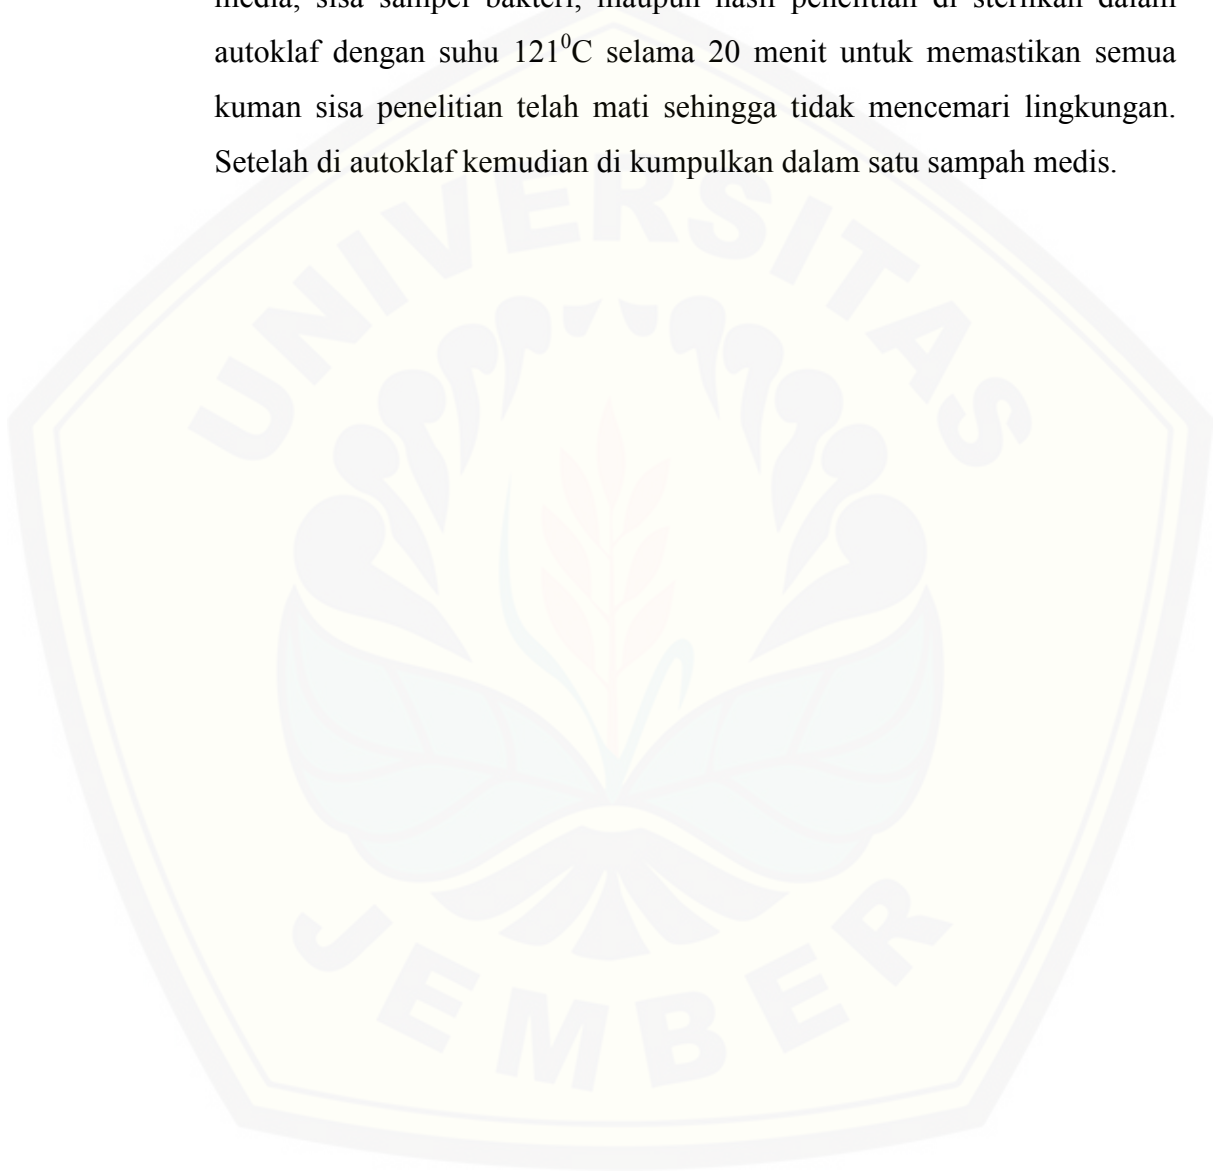 media, sisa sampel bakteri, maupun hasil penelitian di sterilkan dalam
autoklaf dengan suhu 121⁰C selama 20 menit untuk memastikan semua
kuman sisa penelitian telah mati sehingga tidak mencemari lingkungan.
Setelah di autoklaf kemudian di kumpulkan dalam satu sampah medis.
UNIVERSITAS
JEMBER